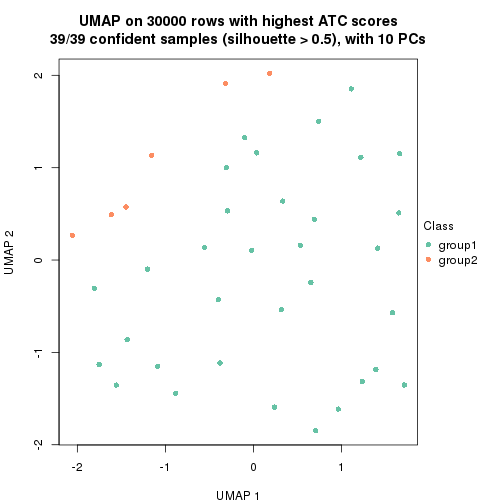 UMAP on 30000 rows with highest ATC scores
39/39 confident samples (silhouette > 0.5), with 10 PCs
2
1
0
-1
-2
UMAP 2
-2
-1
0
1
UMAP 1
Class
group1
group2